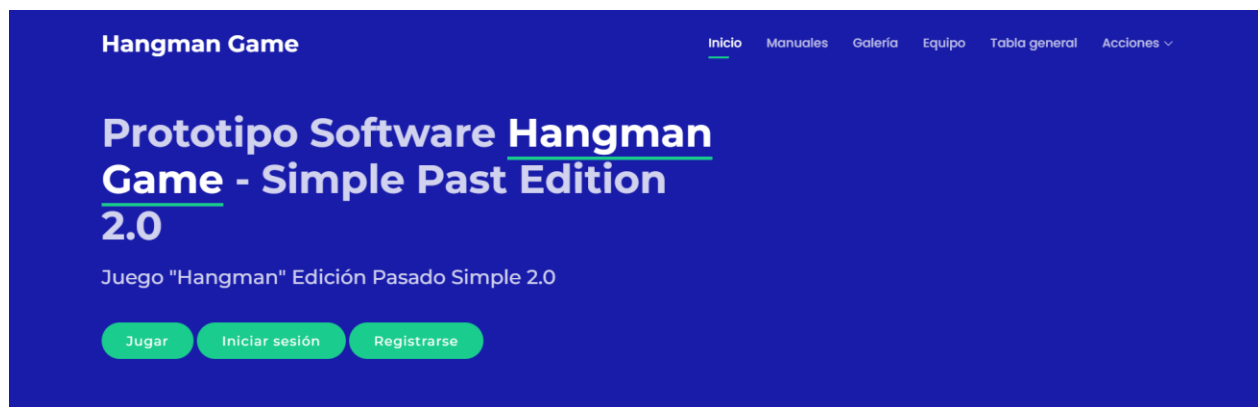 Hangman Game
Inicio Manuales Galería Equipo Tabla general Acciones
Prototipo Software Hangman
Game - Simple Past Edition
2.0
Juego "Hangman" Edición Pasado Simple 2.0
Jugar Iniciar sesión Registrarse